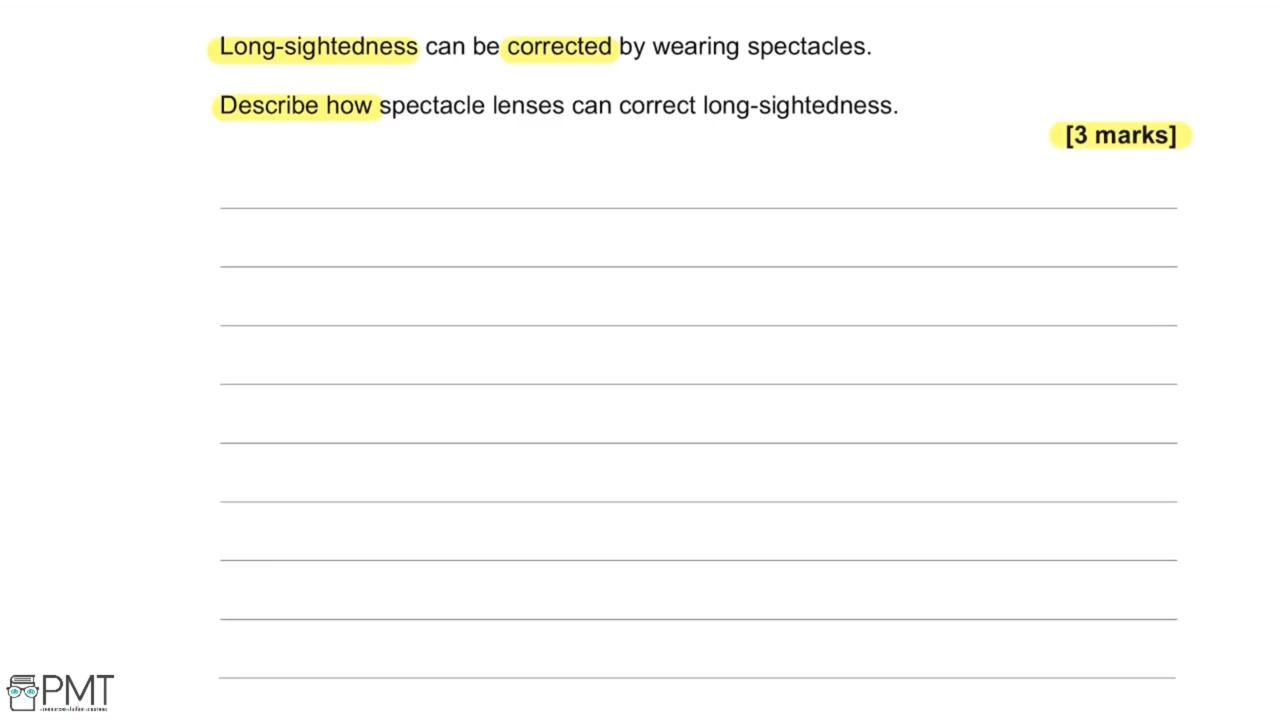 Long-sightedness can be corrected by wearing spectacles.
Describe how spectacle lenses can correct long-sightedness.
[3 marks]
PMT